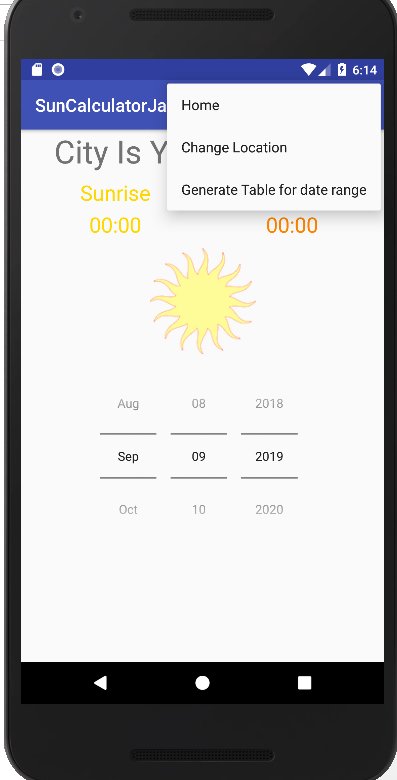 6:14
SunCalculatorJa
Home
Change Location
Generate Table for date range
City Is Y
Sunrise
00:00 00:00
Aug 08 2018
Sep 09 2019
Oct 10 2020